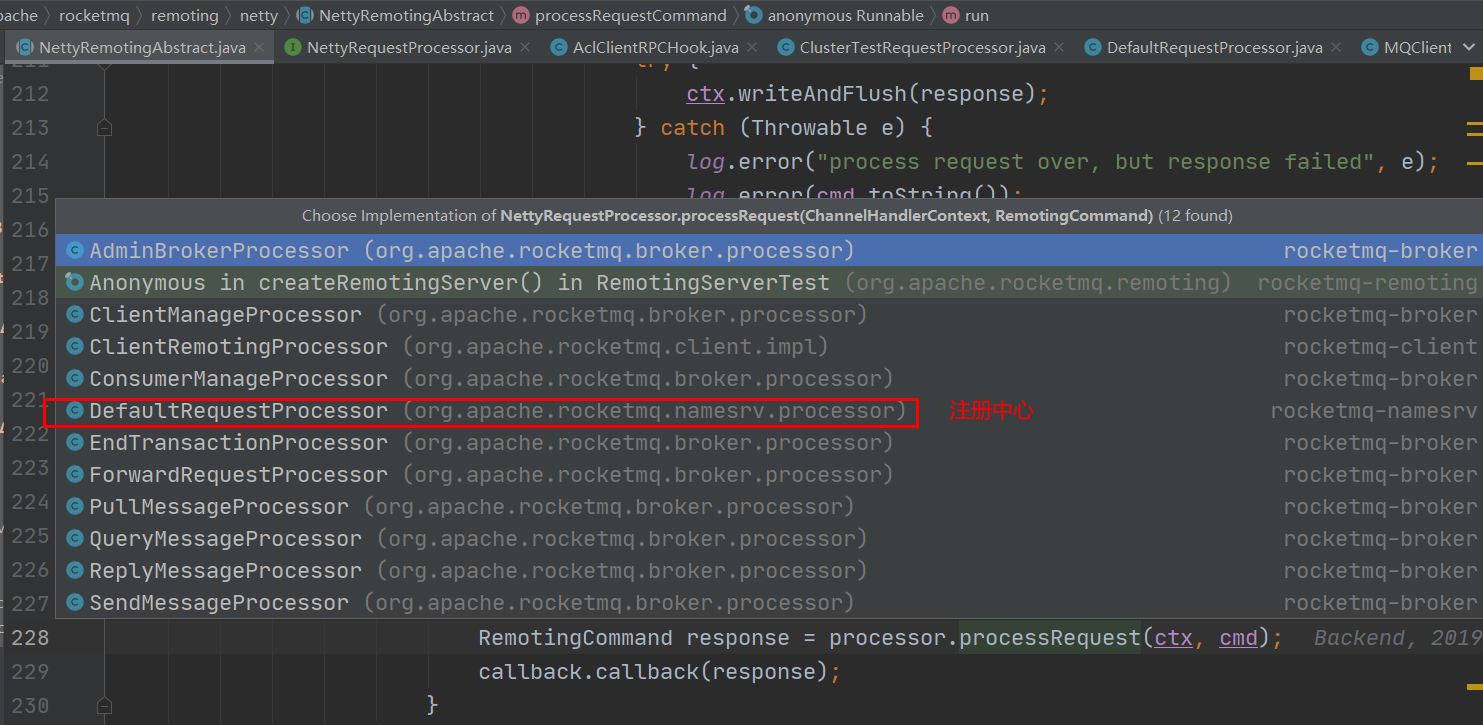 pache > rocketmq > remoting > netty > NettyRemotingAbstract > processRequestCommand > anonymous Runnable > run
NettyRemotingAbstract.java NettyRequestProcessor.java AclClientRPCHook.java ClusterTestRequestProcessor.java DefaultRequestProcessor.java MQClient
211 try {
212 ctx.writeAndFlush(response);
213 } catch (Throwable e) {
214 log.error("process request over, but response failed", e);
215 log.error(cmd.toString());
216 Choose Implementation of NettyRequestProcessor.processRequest(ChannelHandlerContext, RemotingCommand) (12 found)
217 AdminBrokerProcessor (org.apache.rocketmq.broker.processor) rocketmq-broker
218 Anonymous in createRemotingServer() in RemotingServerTest (org.apache.rocketmq.remoting) rocketmq-remoting
ClientManageProcessor (org.apache.rocketmq.broker.processor) rocketmq-broker
219 ClientRemotingProcessor (org.apache.rocketmq.client.impl) rocketmq-client
220 ConsumerManageProcessor (org.apache.rocketmq.broker.processor) rocketmq-broker
221 DefaultRequestProcessor (org.apache.rocketmq.namesrv.processor) 注册中心 rocketmq-namesrv
222 EndTransactionProcessor (org.apache.rocketmq.broker.processor) rocketmq-broker
223 ForwardRequestProcessor (org.apache.rocketmq.broker.processor) rocketmq-broker
224 PullMessageProcessor (org.apache.rocketmq.broker.processor) rocketmq-broker
225 QueryMessageProcessor (org.apache.rocketmq.broker.processor) rocketmq-broker
226 ReplyMessageProcessor (org.apache.rocketmq.broker.processor) rocketmq-broker
227 SendMessageProcessor (org.apache.rocketmq.broker.processor) rocketmq-broker
228 RemotingCommand response = processor.processRequest(ctx, cmd); Backend, 2019
229 callback.callback(response);
230 }